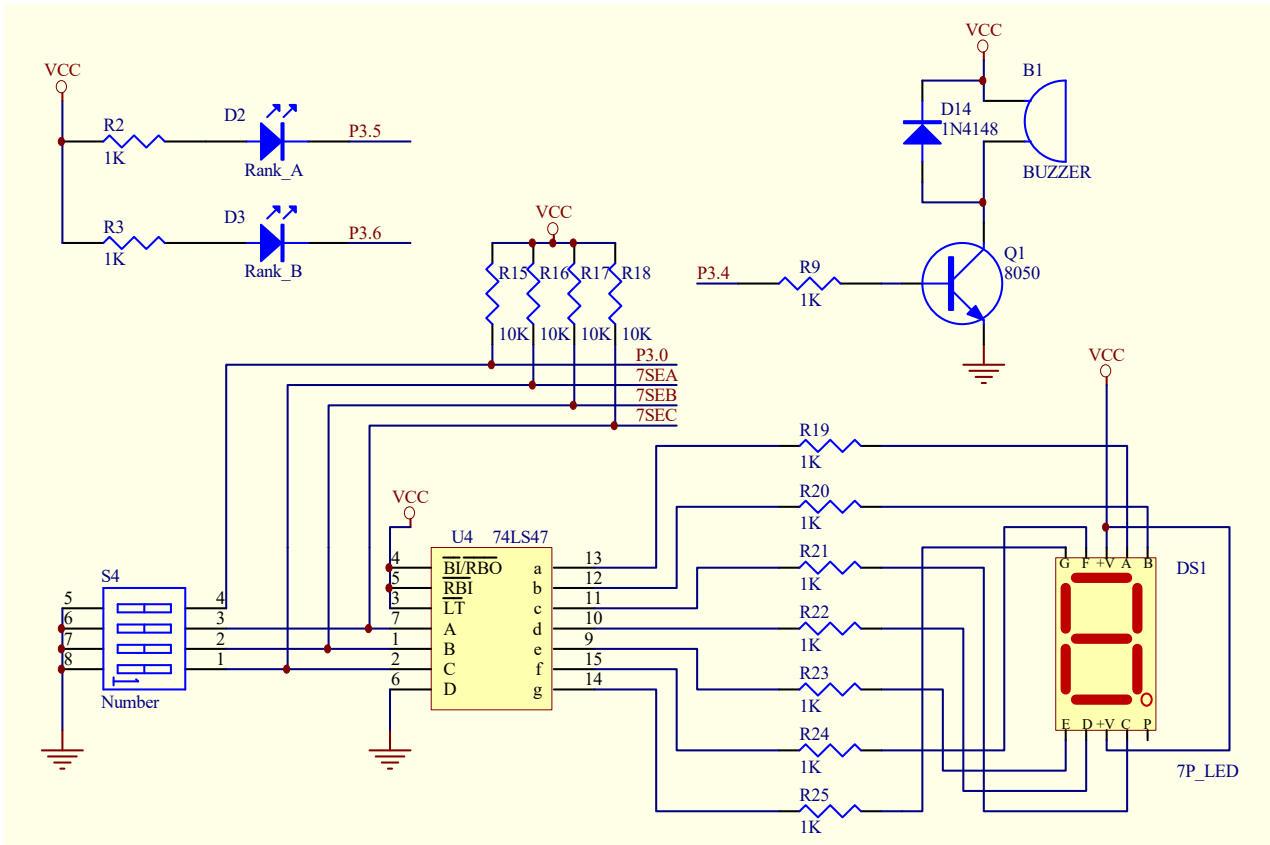 VCC
R2
1K
D2
Rank_A
P3.5
R3
1K
D3
Rank_B
P3.6
VCC
B1
D14
1N4148
BUZZER
P3.4
R9
1K
Q1
8050
VCC
R15 R16 R17 R18
10K 10K 10K 10K
P3.0
7SEA
7SEB
7SEC
VCC
U4 74LS47
4 BI/RBO a 13
5 RBI b 12
3 LT c 11
7 A d 10
1 B e 9
2 C f 15
6 D g 14
S4
5 4
6 3
7 2
8 1
1
Number
R19
1K
R20
1K
R21
1K
R22
1K
R23
1K
R24
1K
R25
1K
VCC
G F +V A B
DS1
E D +V C P
7P_LED